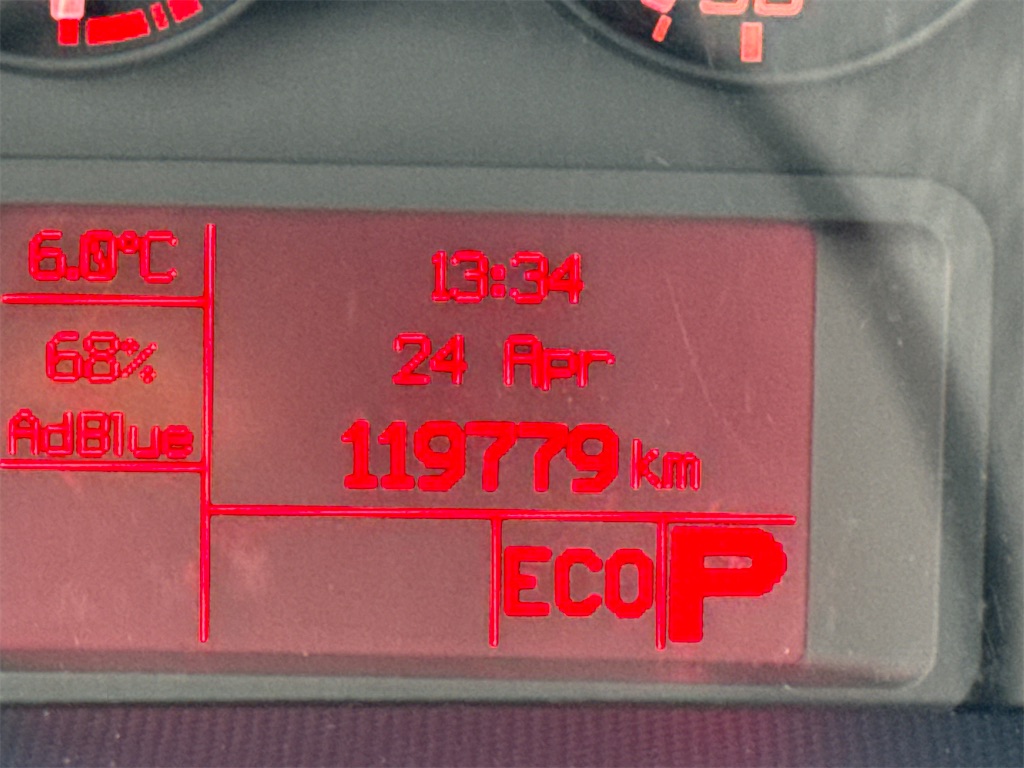 6.0°C
68%
AdBlue
13:34
24 Apr
119779 km
ECO P